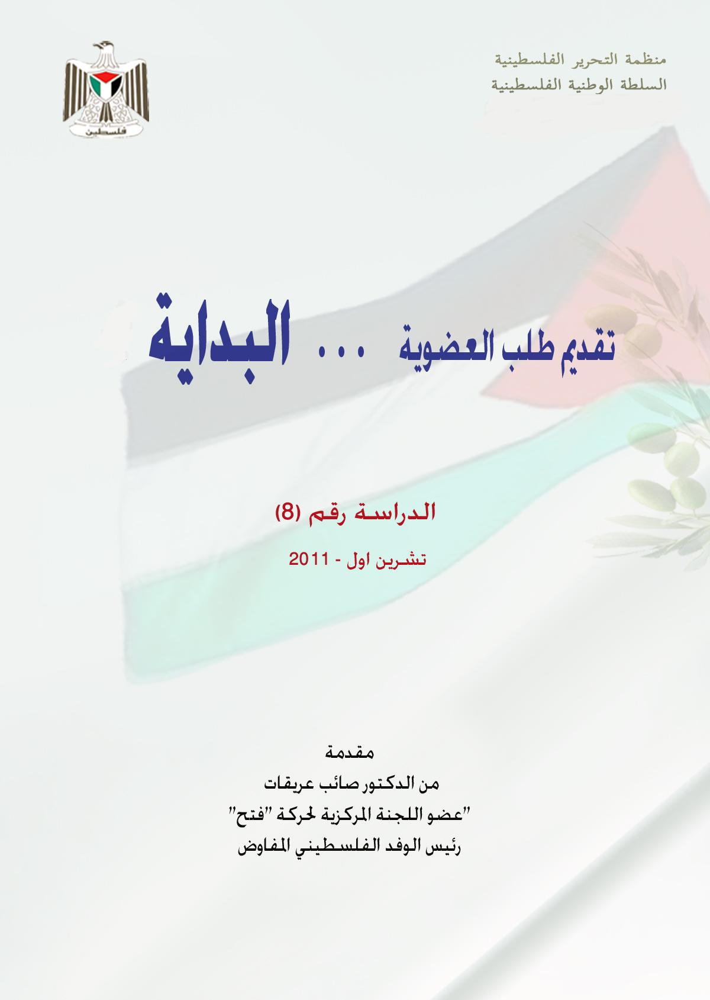 منظمة التحرير الفلسطينية
السلطة الوطنية الفلسطينية
فلسطين
تقديم طلب العضوية ... البداية
الدراسة رقم (8)
تشرين اول - 2011
مقدمة
من الدكتور صائب عريقات
"عضو اللجنة المركزية لحركة "فتح"
رئيس الوفد الفلسطيني المفاوض